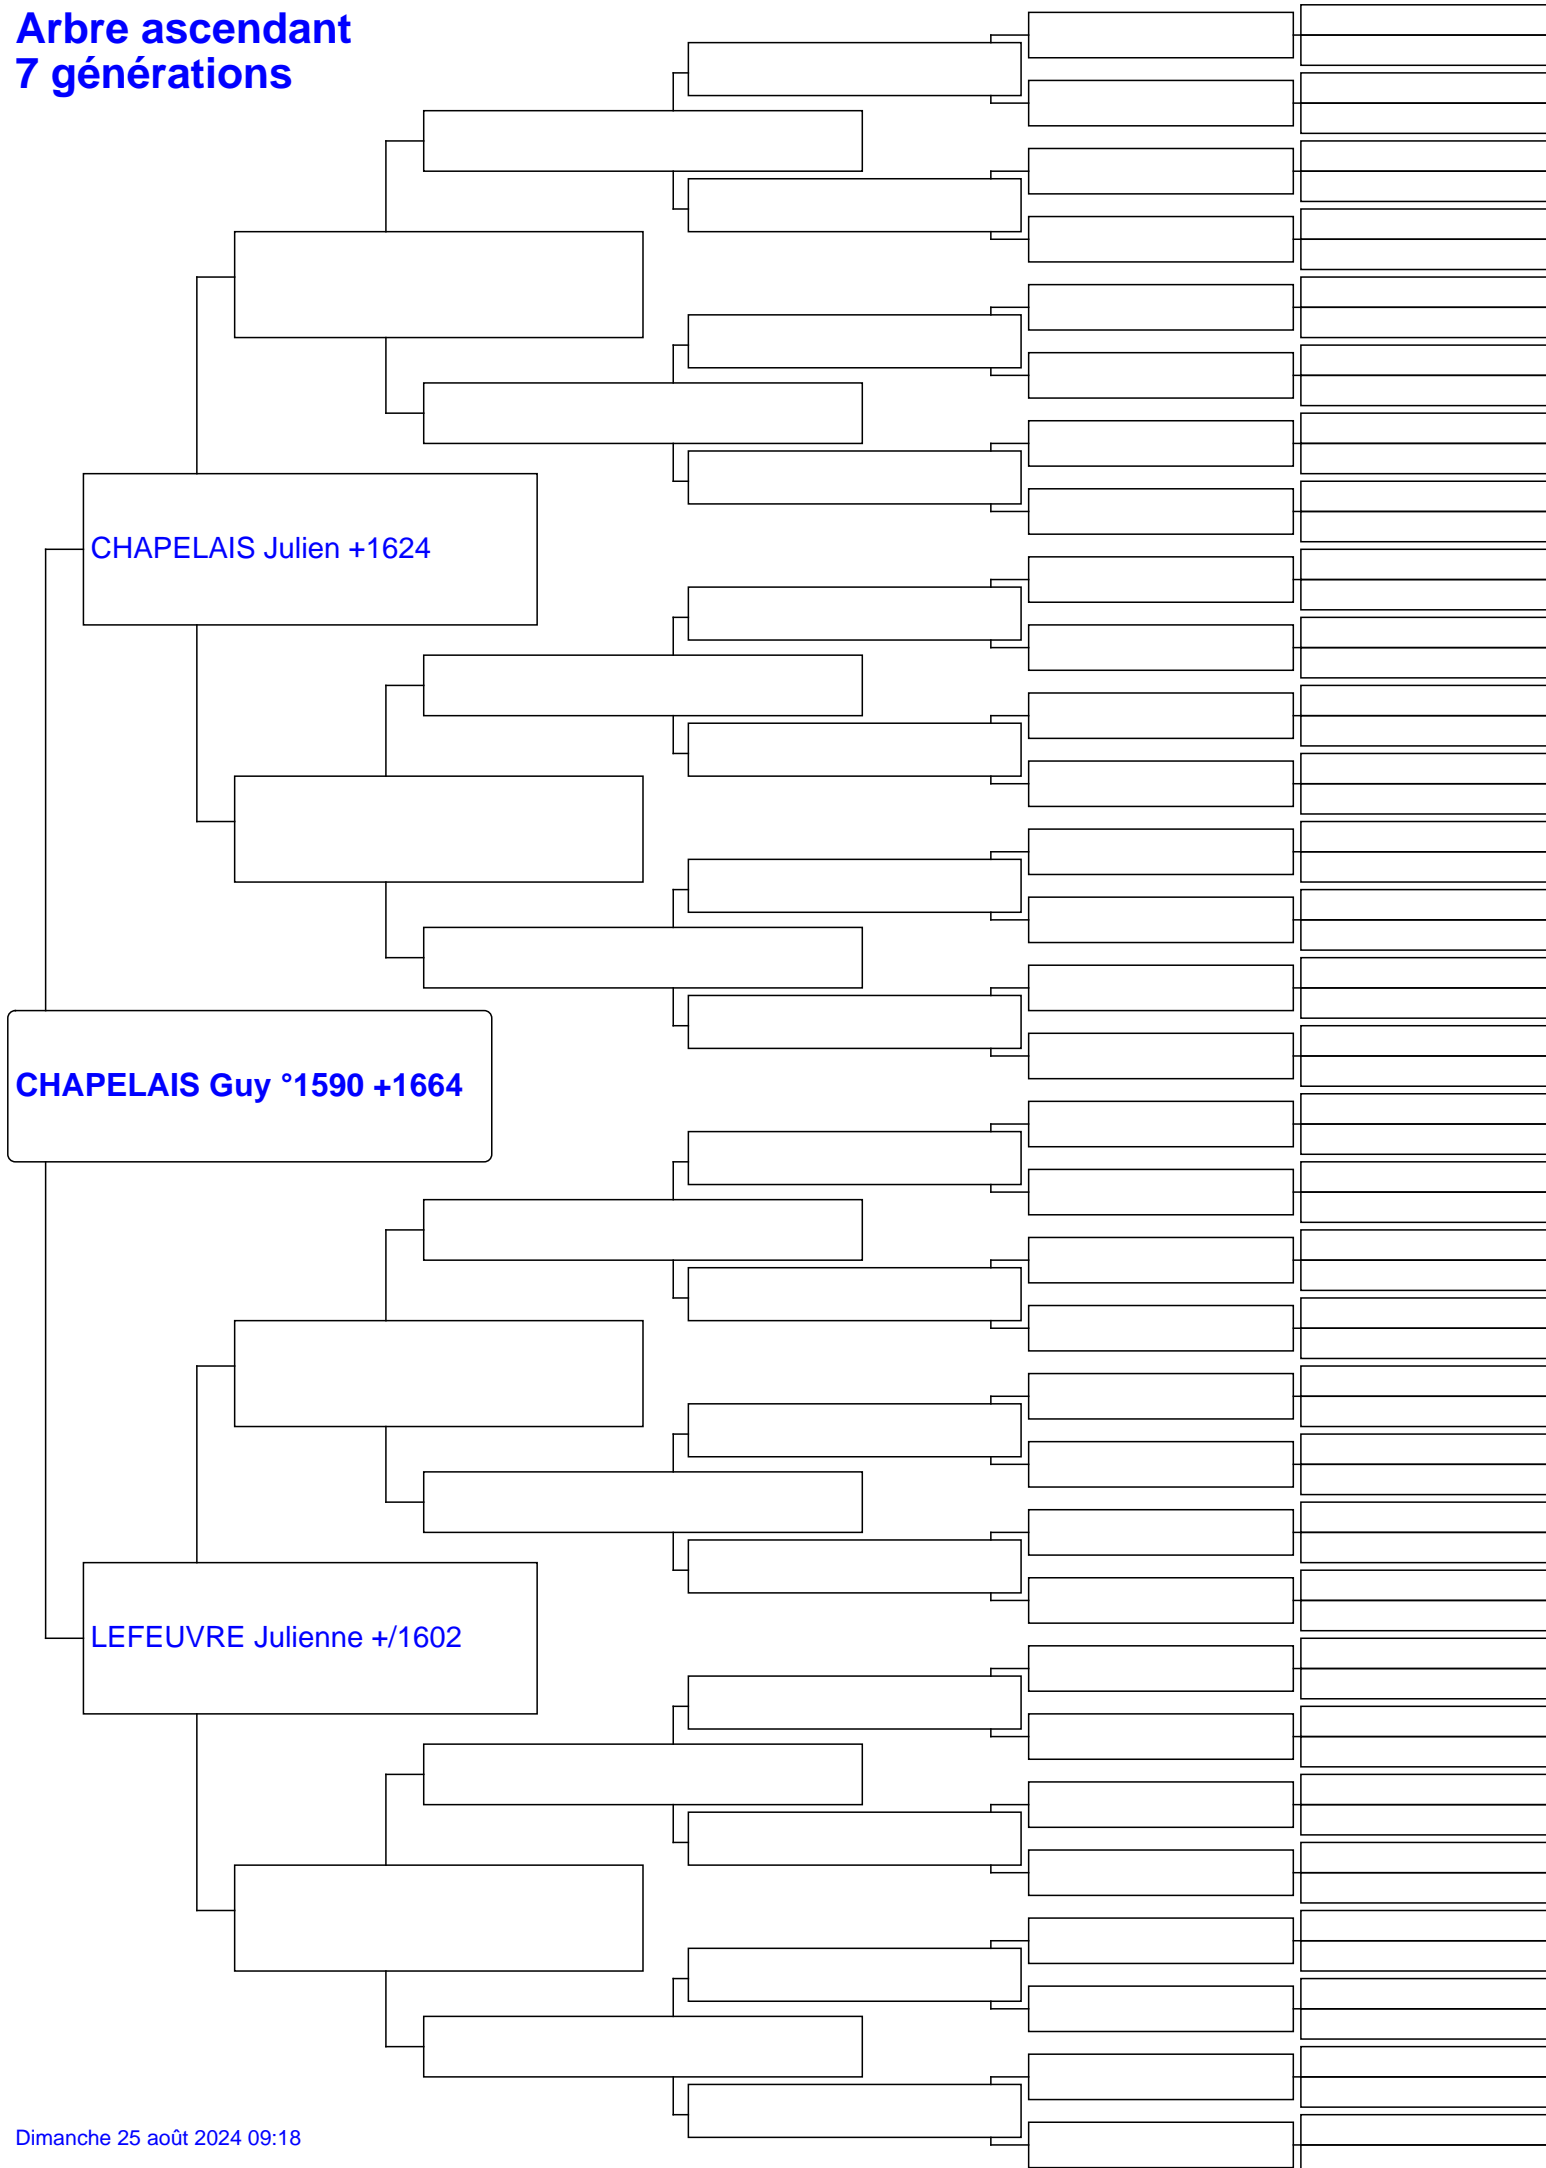 Arbre ascendant
7 générations
CHAPELAIS Julien +1624
CHAPELAIS Guy °1590 +1664
LEFEUVRE Julienne +/1602
Dimanche 25 août 2024 09:18